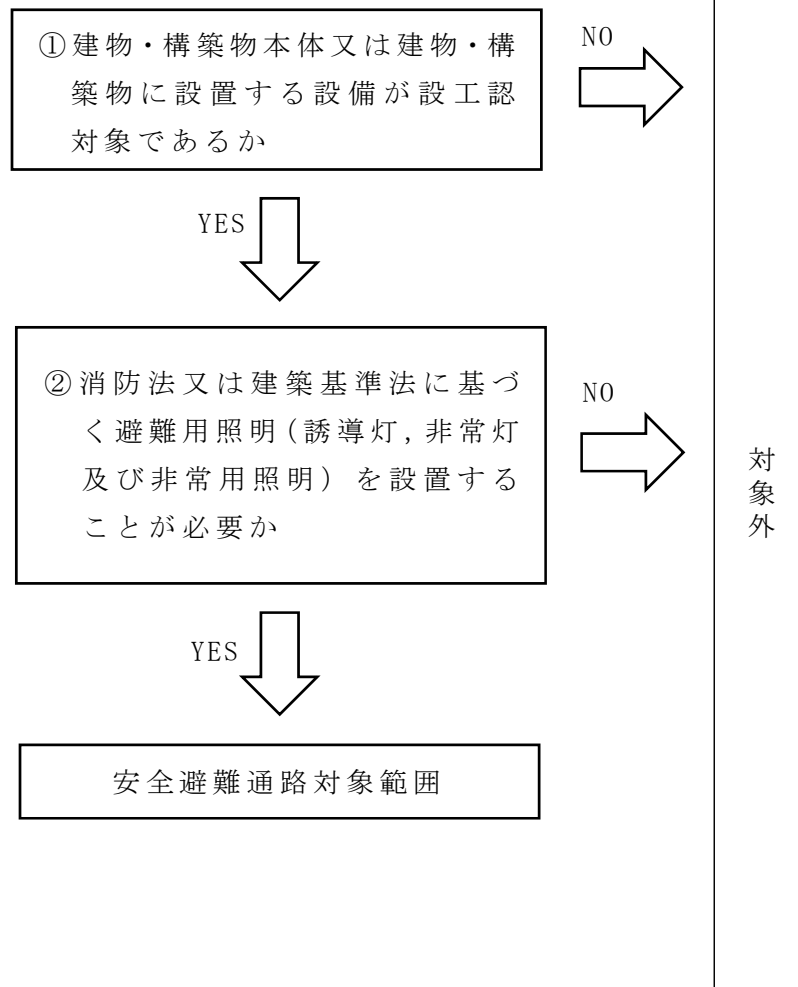 ①建物・構築物本体又は建物・構
築物に設置する設備が設工認
対象であるか
NO
YES
②消防法又は建築基準法に基づ
く避難用照明(誘導灯,非常灯
及び非常用照明)を設置する
ことが必要か
NO
対象外
YES
安全避難通路対象範囲